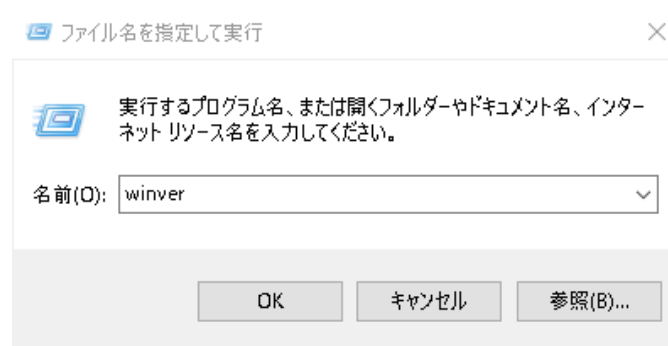 ファイル名を指定して実行
実行するプログラム名、または開くフォルダーやドキュメント名、インター
ネット リソース名を入力してください。
名前(O): winver
OK キャンセル 参照(B)...